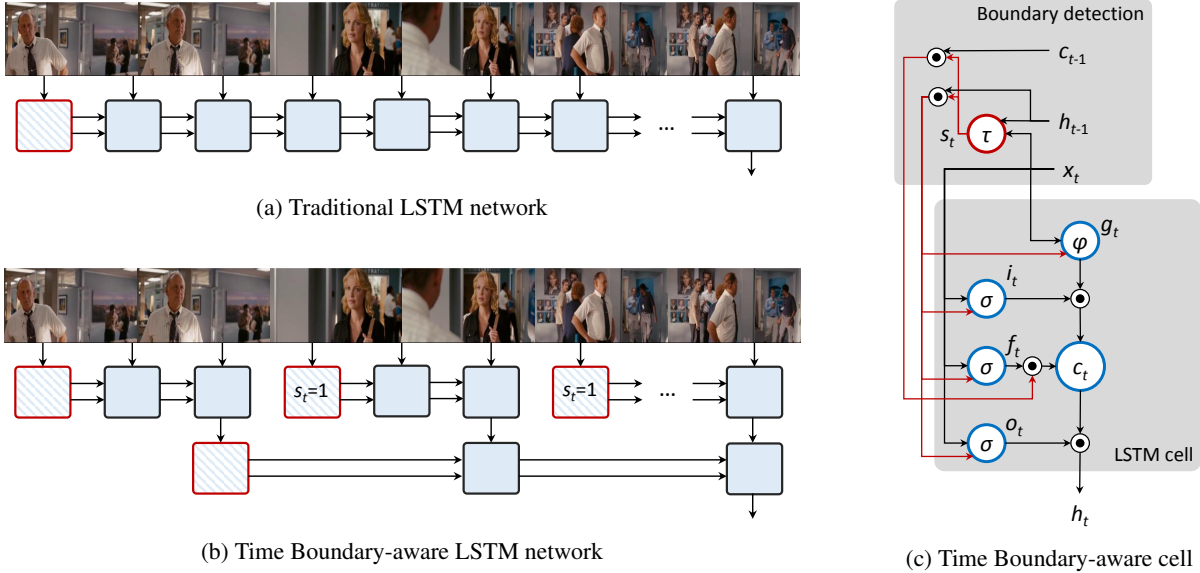 ...
(a) Traditional LSTM network
s_t=1
s_t=1
...
(b) Time Boundary-aware LSTM network
Boundary detection
c_{t-1}
h_{t-1}
s_t
τ
x_t
φ
g_t
σ
i_t
σ
f_t
c_t
σ
o_t
LSTM cell
h_t
(c) Time Boundary-aware cell